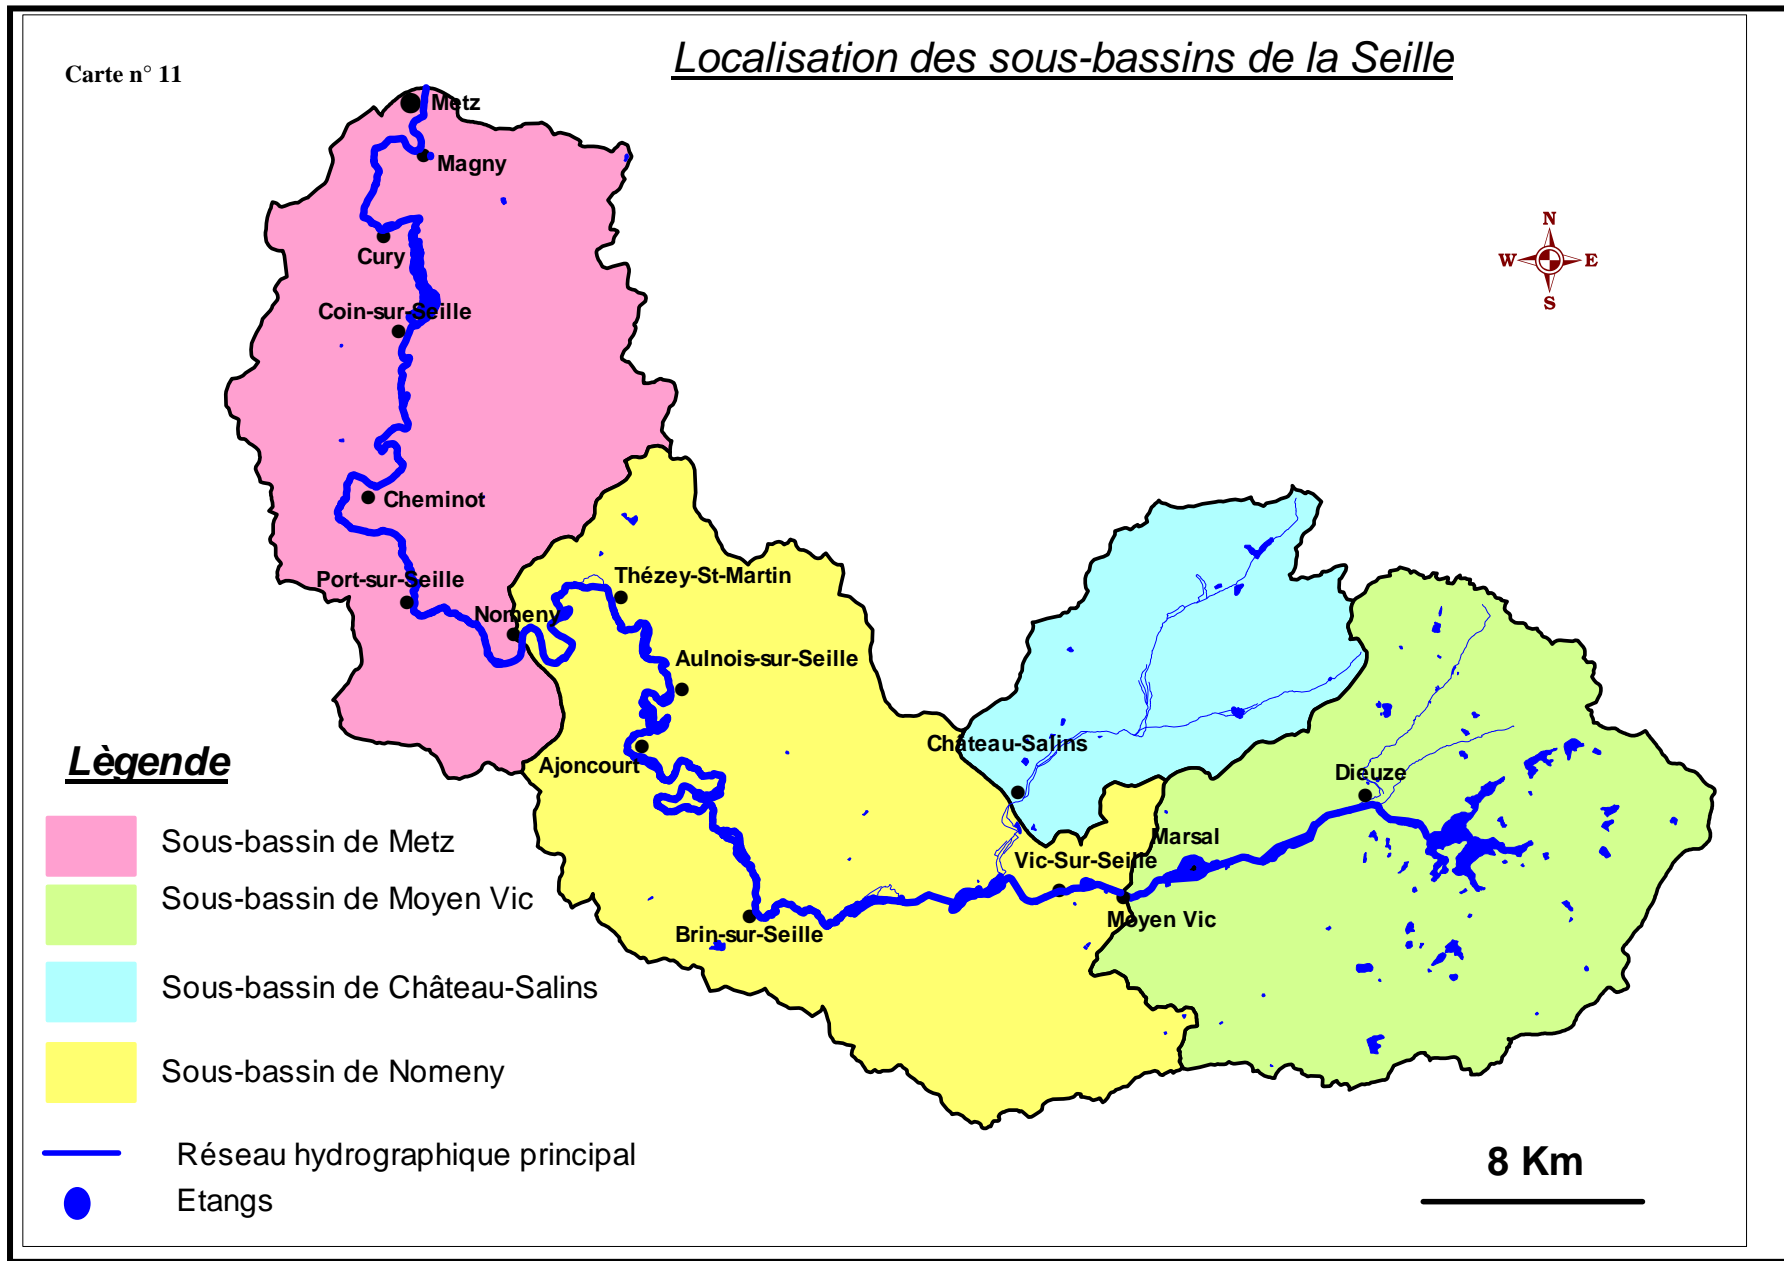 Carte n° 11
Localisation des sous-bassins de la Seille
Metz
Magny
Cury
Coin-sur-Seille
Cheminot
Port-sur-Seille
Nomeny
Thézey-St-Martin
Aulnois-sur-Seille
Ajoncourt
Brin-sur-Seille
Château-Salins
Vic-Sur-Seille
Marsal
Moyen Vic
Dieuze
N
W
E
S
Lègende
Sous-bassin de Metz
Sous-bassin de Moyen Vic
Sous-bassin de Château-Salins
Sous-bassin de Nomeny
Réseau hydrographique principal
Etangs
8 Km